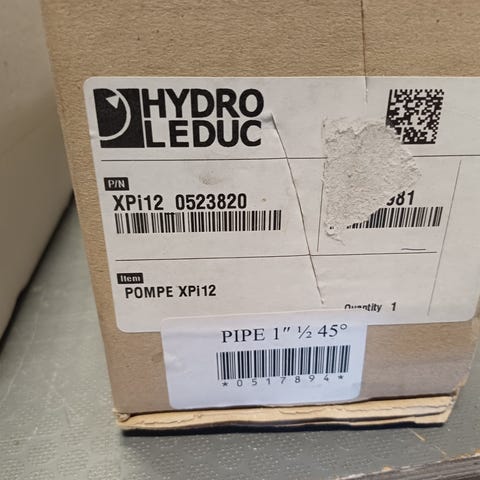 HYDRO
LEDUC
P/N
XPi12 0523820
981
Item
POMPE XPi12
Quantity 1
PIPE 1" ½ 45°
*0517894*